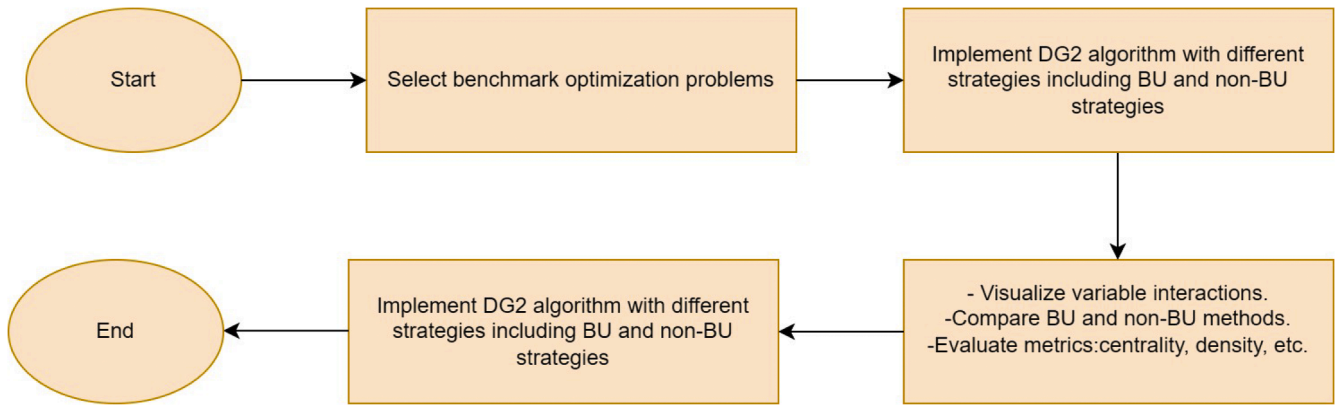 Start
Select benchmark optimization problems
Implement DG2 algorithm with different
strategies including BU and non-BU
strategies
- Visualize variable interactions.
-Compare BU and non-BU methods.
-Evaluate metrics:centrality, density, etc.
Implement DG2 algorithm with different
strategies including BU and non-BU
strategies
End